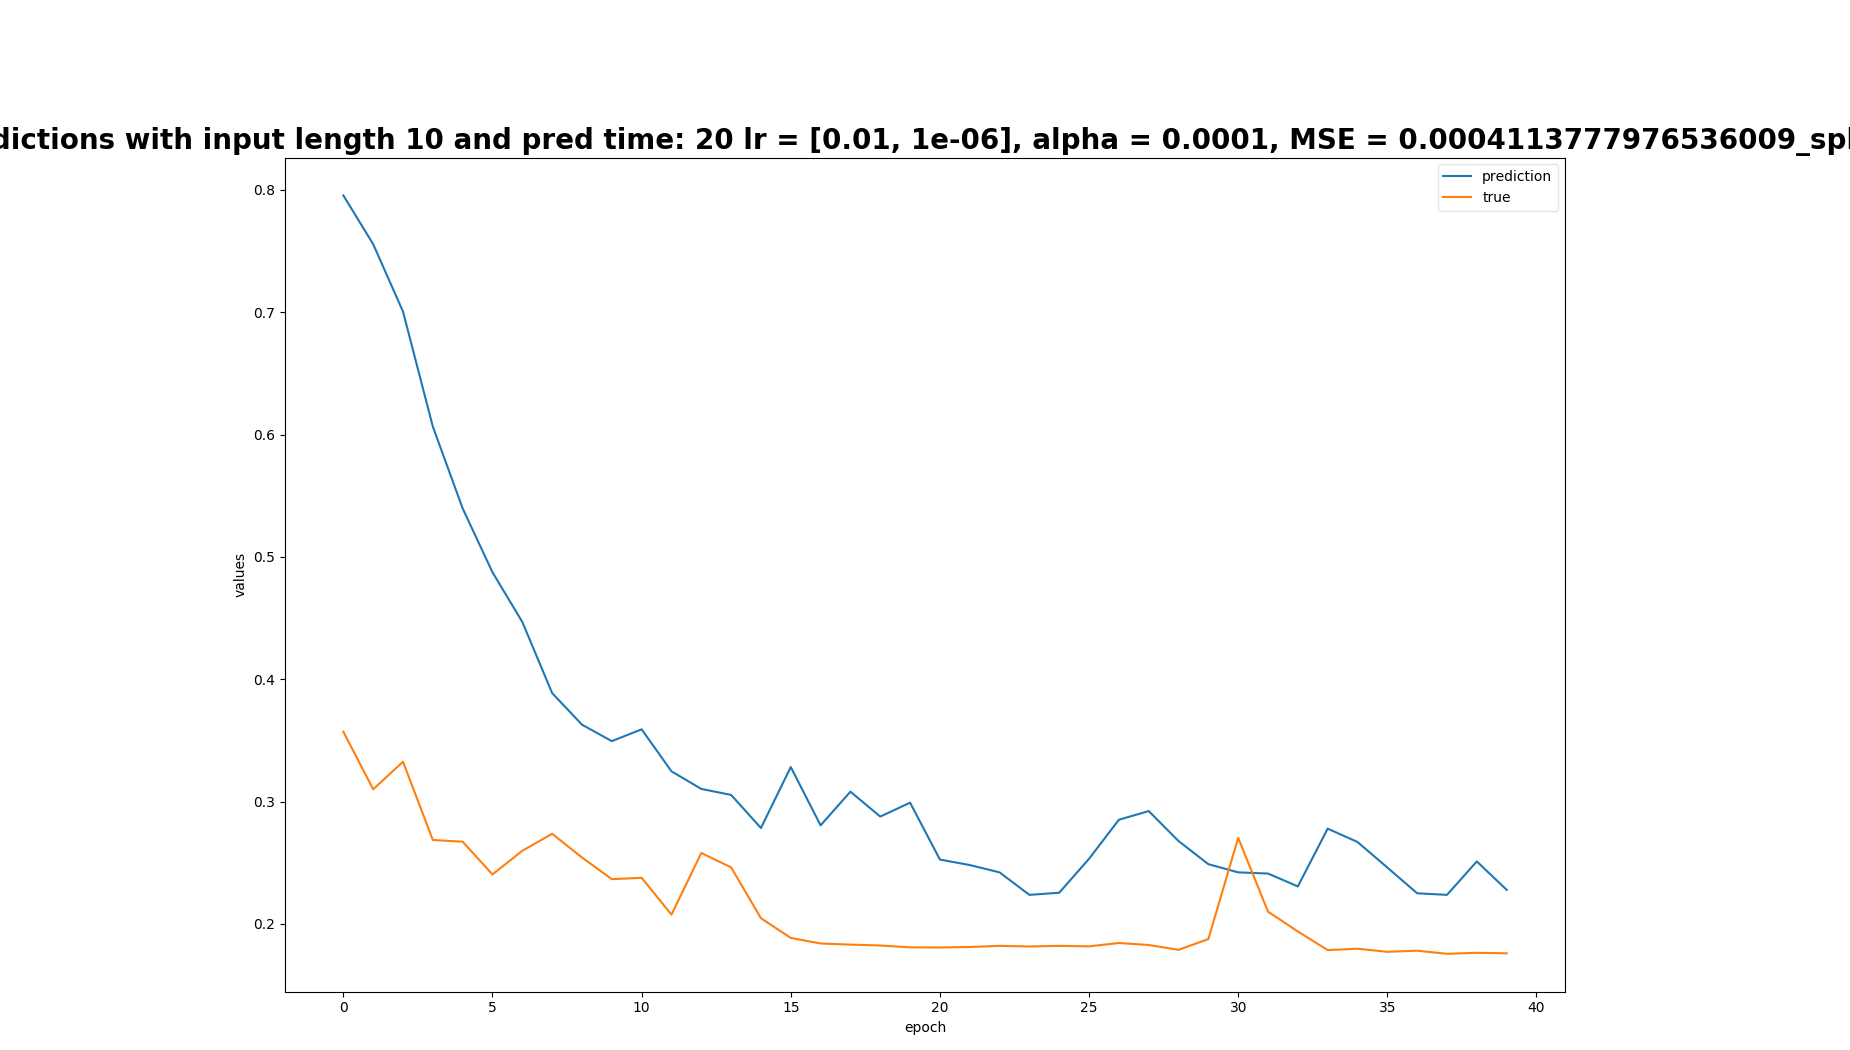 dictions with input length 10 and pred time: 20 lr = [0.01, 1e-06], alpha = 0.0001, MSE = 0.0004113777976536009_spl
prediction
true
0.8
0.7
0.6
0.5
0.4
0.3
0.2
values
0 5 10 15 20 25 30 35 40
epoch